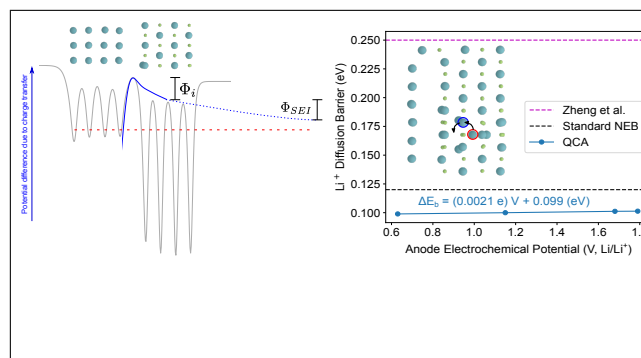 Potential difference due to charge transfer
Φi
ΦSEI
Li+ Diffusion Barrier (eV)
0.250
0.225
0.200
0.175
0.150
0.125
0.100
Zheng et al.
Standard NEB
QCA
ΔEb = (0.0021 e) V + 0.099 (eV)
0.6 0.8 1.0 1.2 1.4 1.6 1.8
Anode Electrochemical Potential (V, Li/Li+)